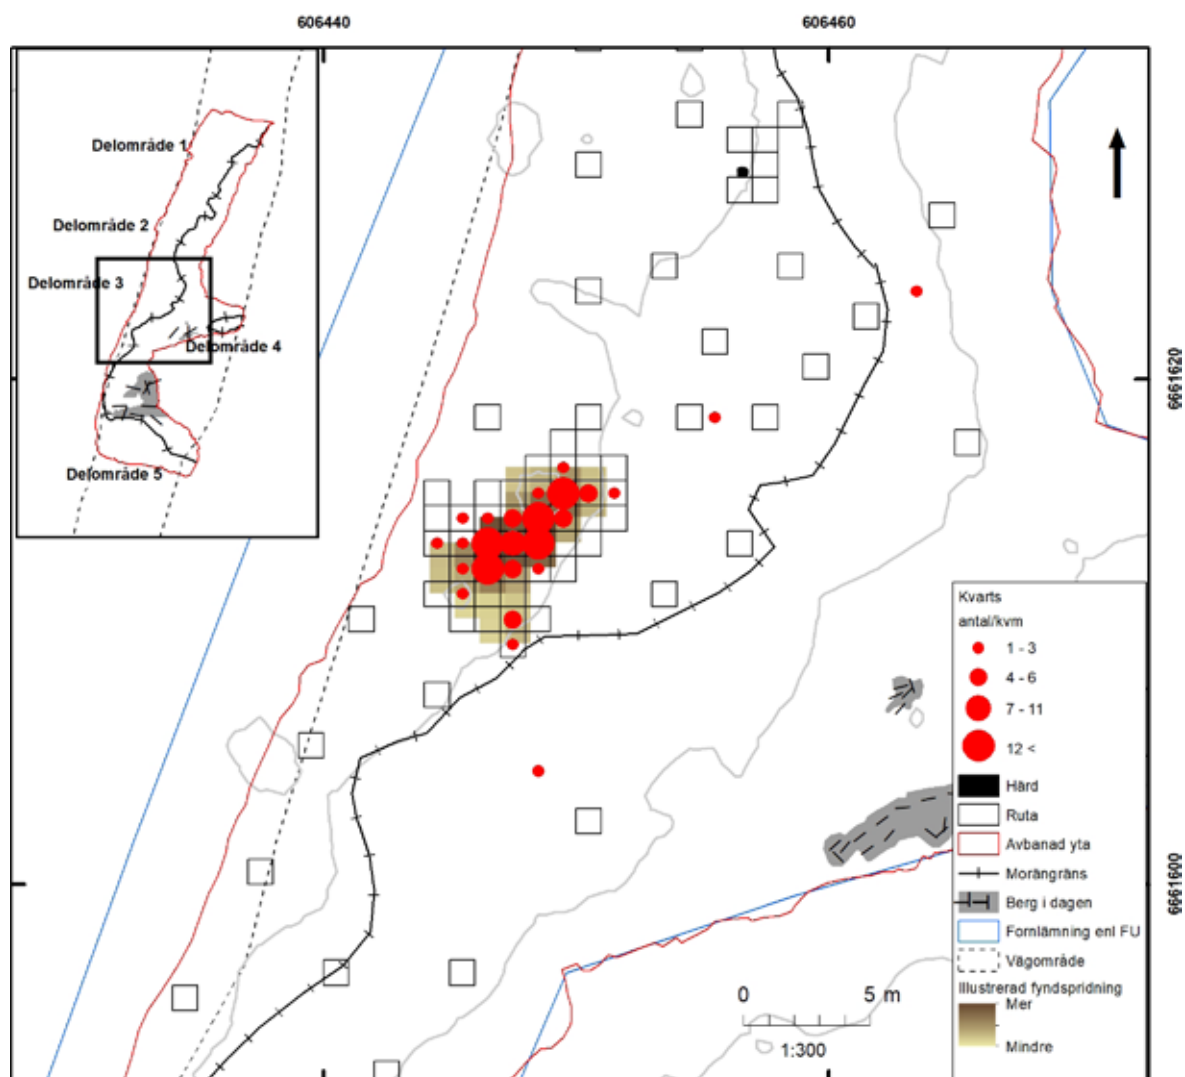 606440
606460
Delområde 1
Delområde 2
Delområde 3
Delområde 4
Delområde 5
6661620
6661600
Kvarts
antal/kvm
1 - 3
4 - 6
7 - 11
12 <
Härd
Ruta
Avbanad yta
Morängräns
Berg i dagen
Fornlämning enl FU
Vägområde
Illustrerad fyndspridning
Mer
Mindre
0 5 m
1:300